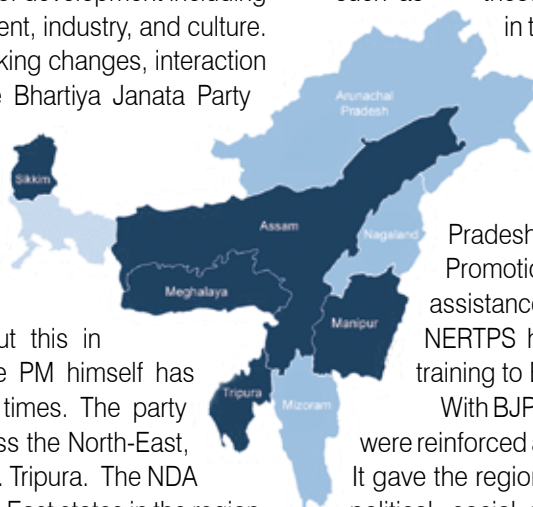 ent, industry, and culture.
king changes, interaction
Bhartiya Janata Party
in t
Arunachal
Pradesh
Sikkim
Assam
Nagaland
Meghalaya
Manipur
Tripura
Mizoram
ut this in
PM himself has
times. The party
ss the North-East,
. Tripura. The NDA
Pradesh
Promotio
assistance
NERTPS h
training to
With BJP
were reinforced a
It gave the region